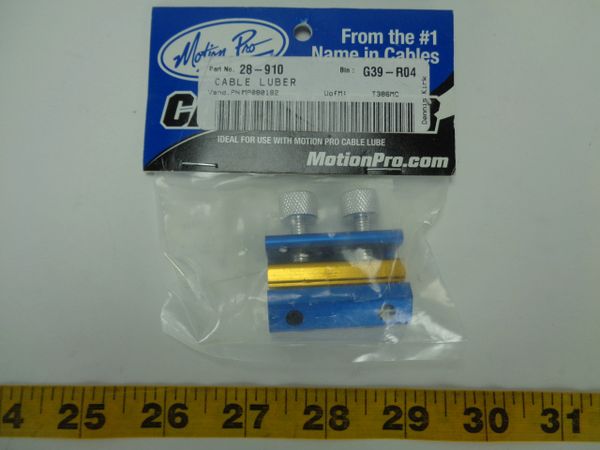 Motion Pro
From the #1
Name in Cables
Part No. 28-910 Bin: G39-R04
CABLE LUBER
Vend.PN:MP080182 UofM: T386MC
Dennis Kirk
IDEAL FOR USE WITH MOTION PRO CABLE LUBE
MotionPro.com
4 25 26 27 28 29 30 31